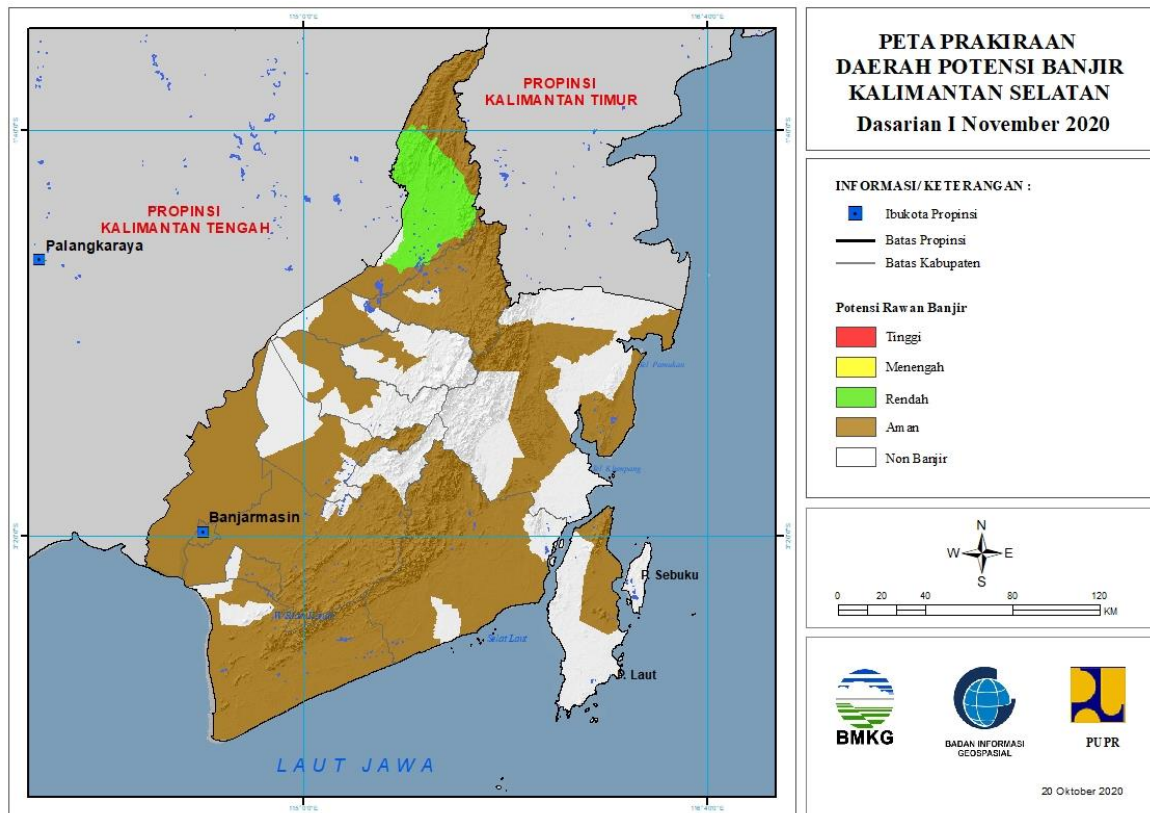 PETA PRAKIRAAN
DAERAH POTENSI BANJIR
KALIMANTAN SELATAN
Dasarian I November 2020
INFORMASI/ KETERANGAN :
Ibukota Propinsi
Batas Propinsi
Batas Kabupaten
Potensi Rawan Banjir
Tinggi
Menengah
Rendah
Aman
Non Banjir
N
W E
S
0 20 40 80 120
KM
BMKG
BADAN INFORMASI
GEOSPASIAL
PUPR
20 Oktober 2020
PROPINSI
KALIMANTAN TIMUR
PROPINSI
KALIMANTAN TENGAH
Palangkaraya
Banjarmasin
P. Sebuku
Selat Laut
Laut
LAUT JAWA